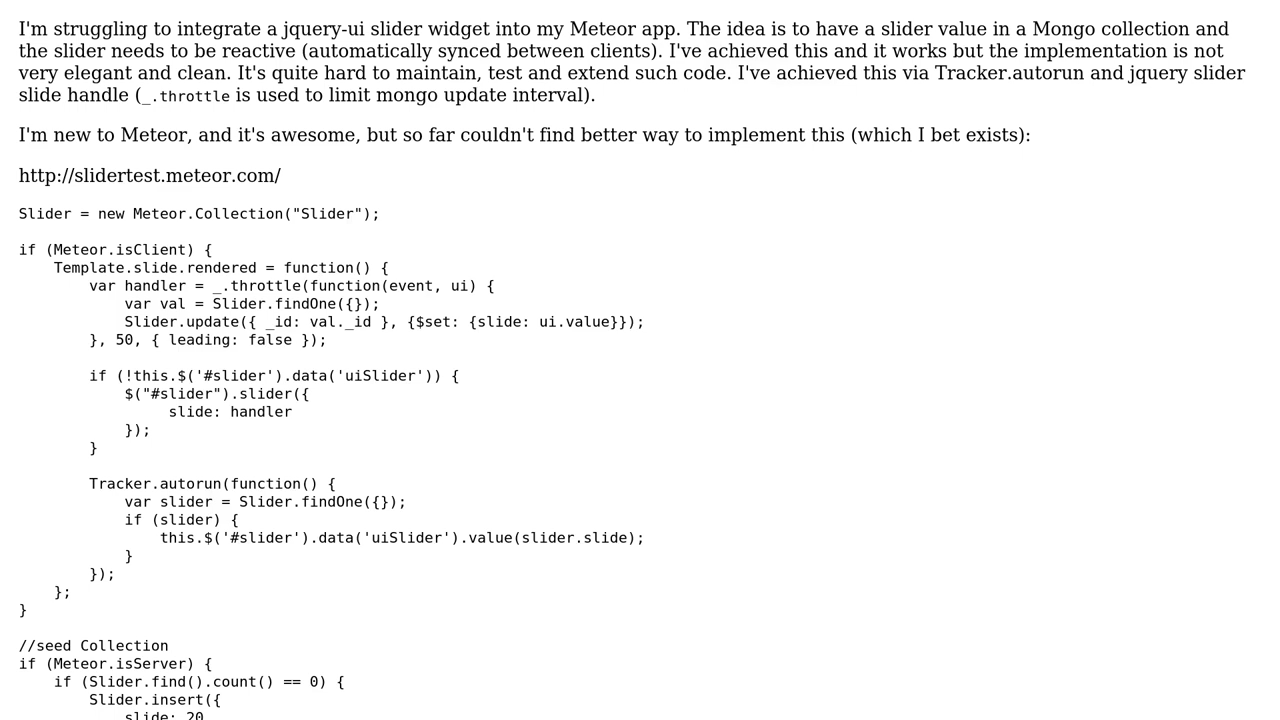 I'm struggling to integrate a jquery-ui slider widget into my Meteor app. The idea is to have a slider value in a Mongo collection and
the slider needs to be reactive (automatically synced between clients). I've achieved this and it works but the implementation is not
very elegant and clean. It's quite hard to maintain, test and extend such code. I've achieved this via Tracker.autorun and jquery slider
slide handle (_.throttle is used to limit mongo update interval).
I'm new to Meteor, and it's awesome, but so far couldn't find better way to implement this (which I bet exists):
http://slidertest.meteor.com/
Slider = new Meteor.Collection("Slider");
if (Meteor.isClient) {
    Template.slide.rendered = function() {
        var handler = _.throttle(function(event, ui) {
            var val = Slider.findOne({});
            Slider.update({ _id: val._id }, {$set: {slide: ui.value}});
        }, 50, { leading: false });
        if (!this.$('#slider').data('uiSlider')) {
            $("#slider").slider({
                 slide: handler
            });
        }
        Tracker.autorun(function() {
            var slider = Slider.findOne({});
            if (slider) {
                this.$('#slider').data('uiSlider').value(slider.slide);
            }
        });
    };
}
//seed Collection
if (Meteor.isServer) {
    if (Slider.find().count() == 0) {
        Slider.insert({
            slide: 20